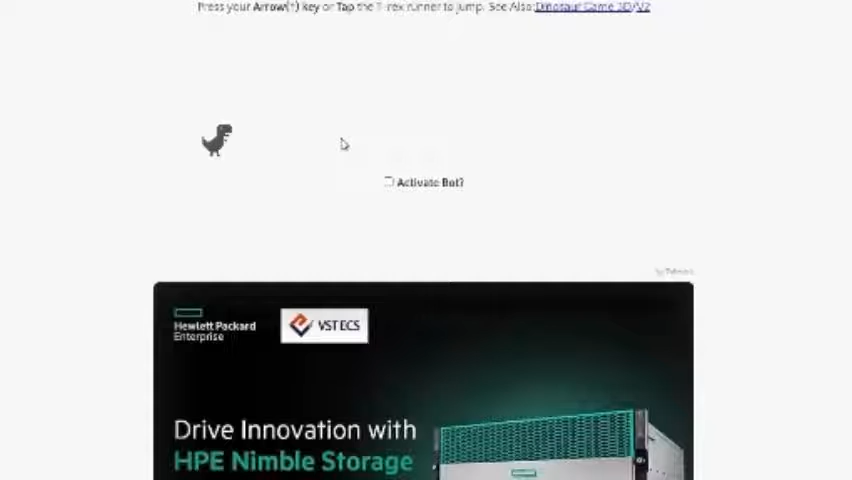 Press your Arrow(↑) key or Tap the T-rex runner to jump. See Also:Dinosaur Game 3D/V2
Activate Bot?
Hewlett Packard
Enterprise
VSTECS
Drive Innovation with
HPE Nimble Storage